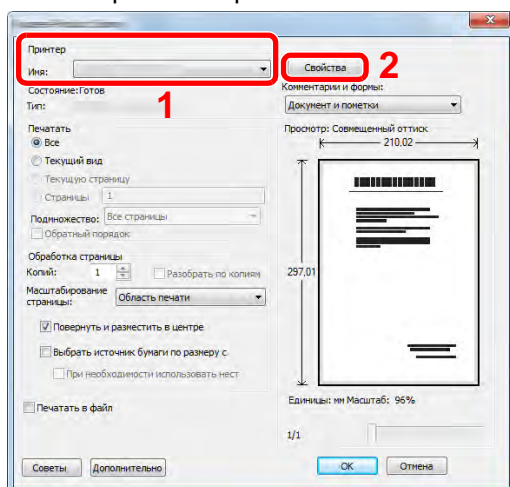 Принтер
Имя:
Свойства
2
Состояние:Готов
1
Комментарии и формы:
Тип:
Документ и пометки
Печатать
Просмотр: Совмещенный оттиск
Все
210,02
Текущий вид
Текущую страницу
Страницы 1
Подмножество: Все страницы
Обратный порядок
Обработка страницы
Копий: 1 Разобрать по копиям
297,01
Масштабирование страницы: Область печати
Повернуть и разместить в центре
Выбрать источник бумаги по размеру с
При необходимости использовать нест
Единицы: мм Масштаб: 96%
Печатать в файл
1/1
Советы Дополнительно OK Отмена